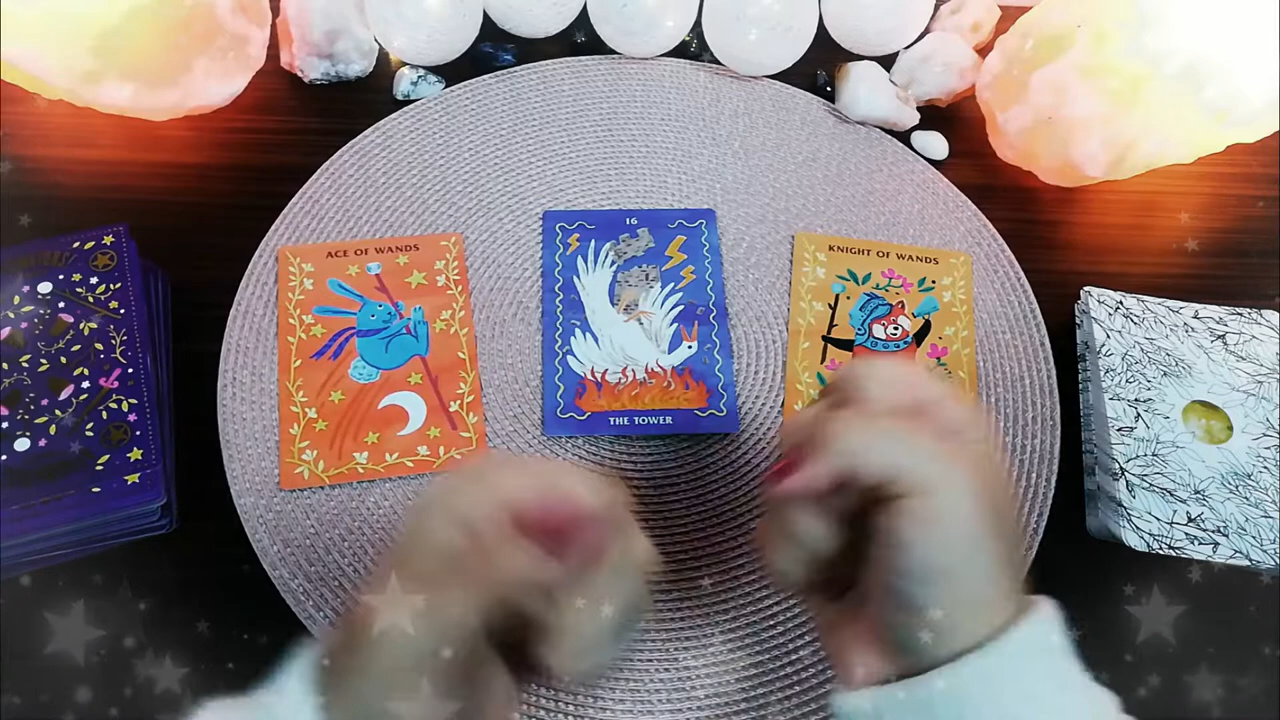 ACE OF WANDS
16
THE TOWER
KNIGHT OF WANDS